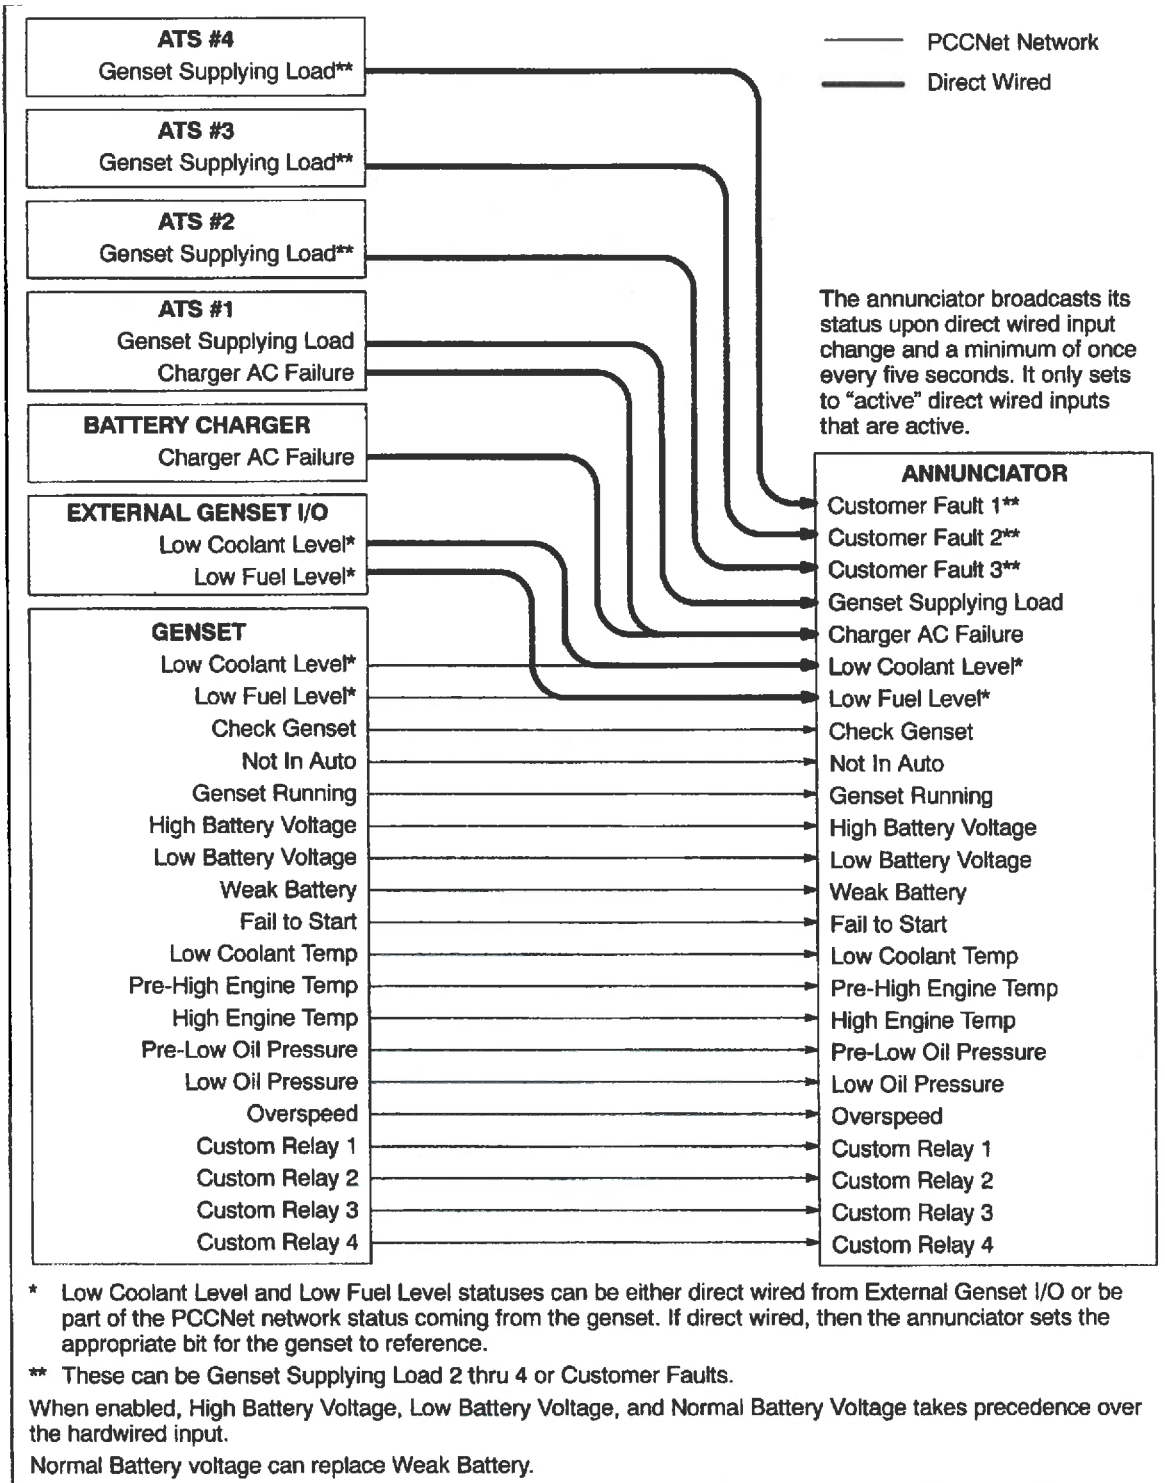 ATS #4
Genset Supplying Load**
ATS #3
Genset Supplying Load**
ATS #2
Genset Supplying Load**
ATS #1
Genset Supplying Load
Charger AC Failure
BATTERY CHARGER
Charger AC Failure
EXTERNAL GENSET I/O
Low Coolant Level*
Low Fuel Level*
GENSET
Low Coolant Level*
Low Fuel Level*
Check Genset
Not In Auto
Genset Running
High Battery Voltage
Low Battery Voltage
Weak Battery
Fail to Start
Low Coolant Temp
Pre-High Engine Temp
High Engine Temp
Pre-Low Oil Pressure
Low Oil Pressure
Overspeed
Custom Relay 1
Custom Relay 2
Custom Relay 3
Custom Relay 4
PCCNet Network
Direct Wired
The annunciator broadcasts its
status upon direct wired input
change and a minimum of once
every five seconds. It only sets
to “active” direct wired inputs
that are active.
ANNUNCIATOR
Customer Fault 1**
Customer Fault 2**
Customer Fault 3**
Genset Supplying Load
Charger AC Failure
Low Coolant Level*
Low Fuel Level*
Check Genset
Not In Auto
Genset Running
High Battery Voltage
Low Battery Voltage
Weak Battery
Fail to Start
Low Coolant Temp
Pre-High Engine Temp
High Engine Temp
Pre-Low Oil Pressure
Low Oil Pressure
Overspeed
Custom Relay 1
Custom Relay 2
Custom Relay 3
Custom Relay 4
* Low Coolant Level and Low Fuel Level statuses can be either direct wired from External Genset I/O or be
part of the PCCNet network status coming from the genset. If direct wired, then the annunciator sets the
appropriate bit for the genset to reference.
** These can be Genset Supplying Load 2 thru 4 or Customer Faults.
When enabled, High Battery Voltage, Low Battery Voltage, and Normal Battery Voltage takes precedence over
the hardwired input.
Normal Battery voltage can replace Weak Battery.